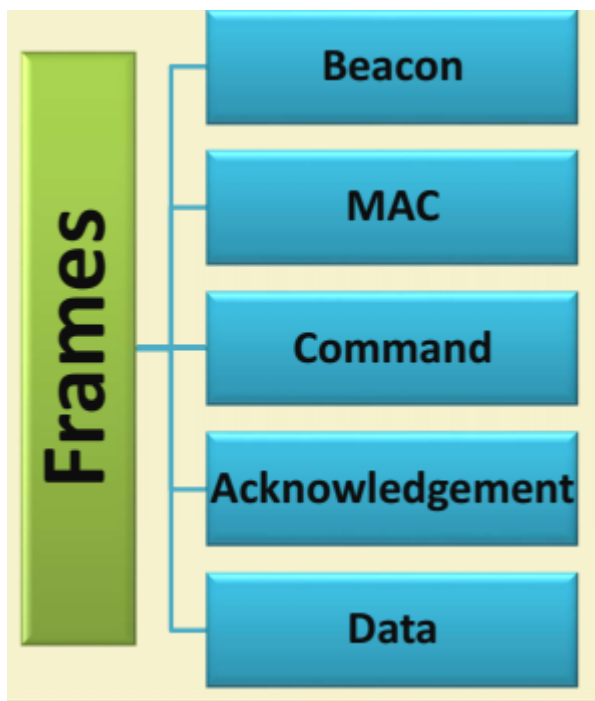 Frames
Beacon
MAC
Command
Acknowledgement
Data